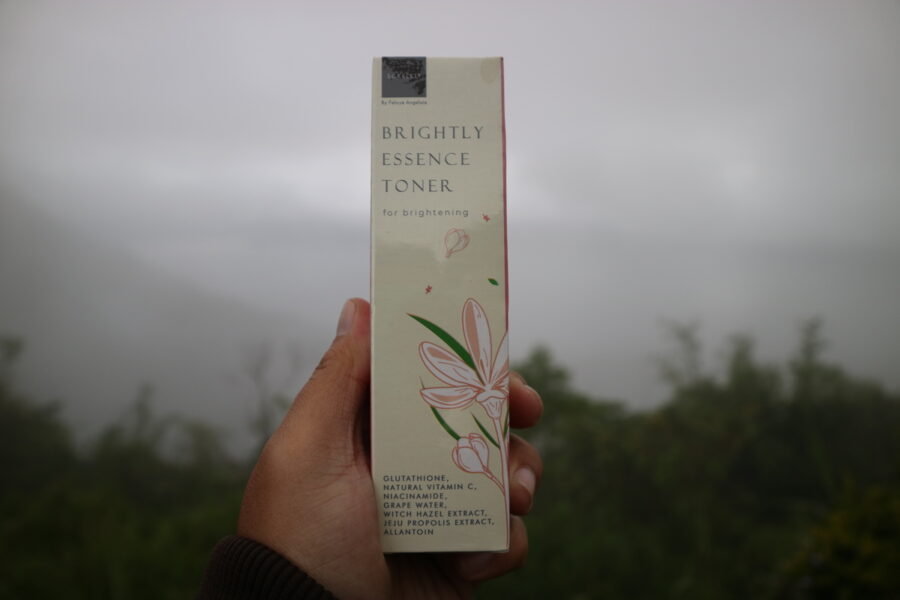 By Felicya Angelista
BRIGHTLY
ESSENCE
TONER
for brightening
GLUTATHIONE,
NATURAL VITAMIN C,
NIACINAMIDE,
GRAPE WATER,
WITCH HAZEL EXTRACT,
JEJU PROPOLIS EXTRACT,
ALLANTOIN